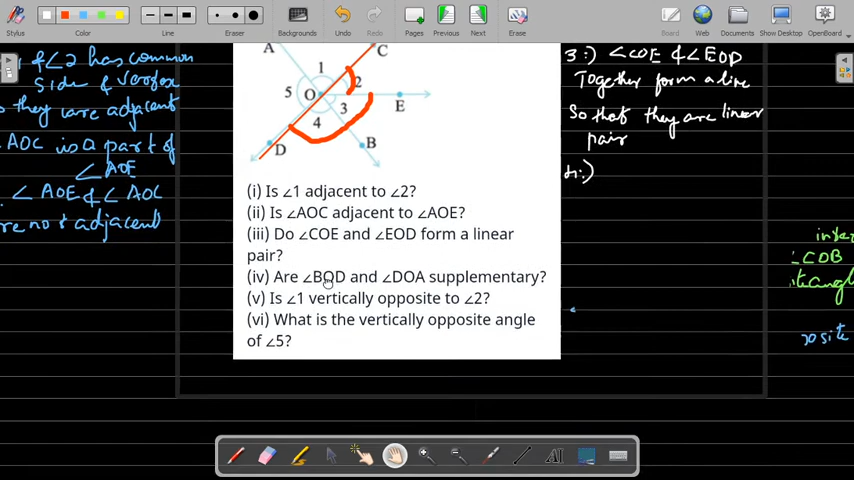 Stylus
Colors
Line
Eraser
Backgrounds
Undo
Redo
Pages
Previous
Next
Erase
Board
Web
Documents
Show Desktop
OpenBoard
& ∠2 has common
Side & vertex
they are adjacent
AOC is a part of
∠AOE
∠AOE & ∠AOC
are not adjacent
A
C
1
2
5
O
3
E
4
B
D
(i) Is ∠1 adjacent to ∠2?
(ii) Is ∠AOC adjacent to ∠AOE?
(iii) Do ∠COE and ∠EOD form a linear
pair?
(iv) Are ∠BOD and ∠DOA supplementary?
(v) Is ∠1 vertically opposite to ∠2?
(vi) What is the vertically opposite angle
of ∠5?
3:) ∠COE & ∠EOD
Together form a line
So that they are linear
pair
4:)
∠COB